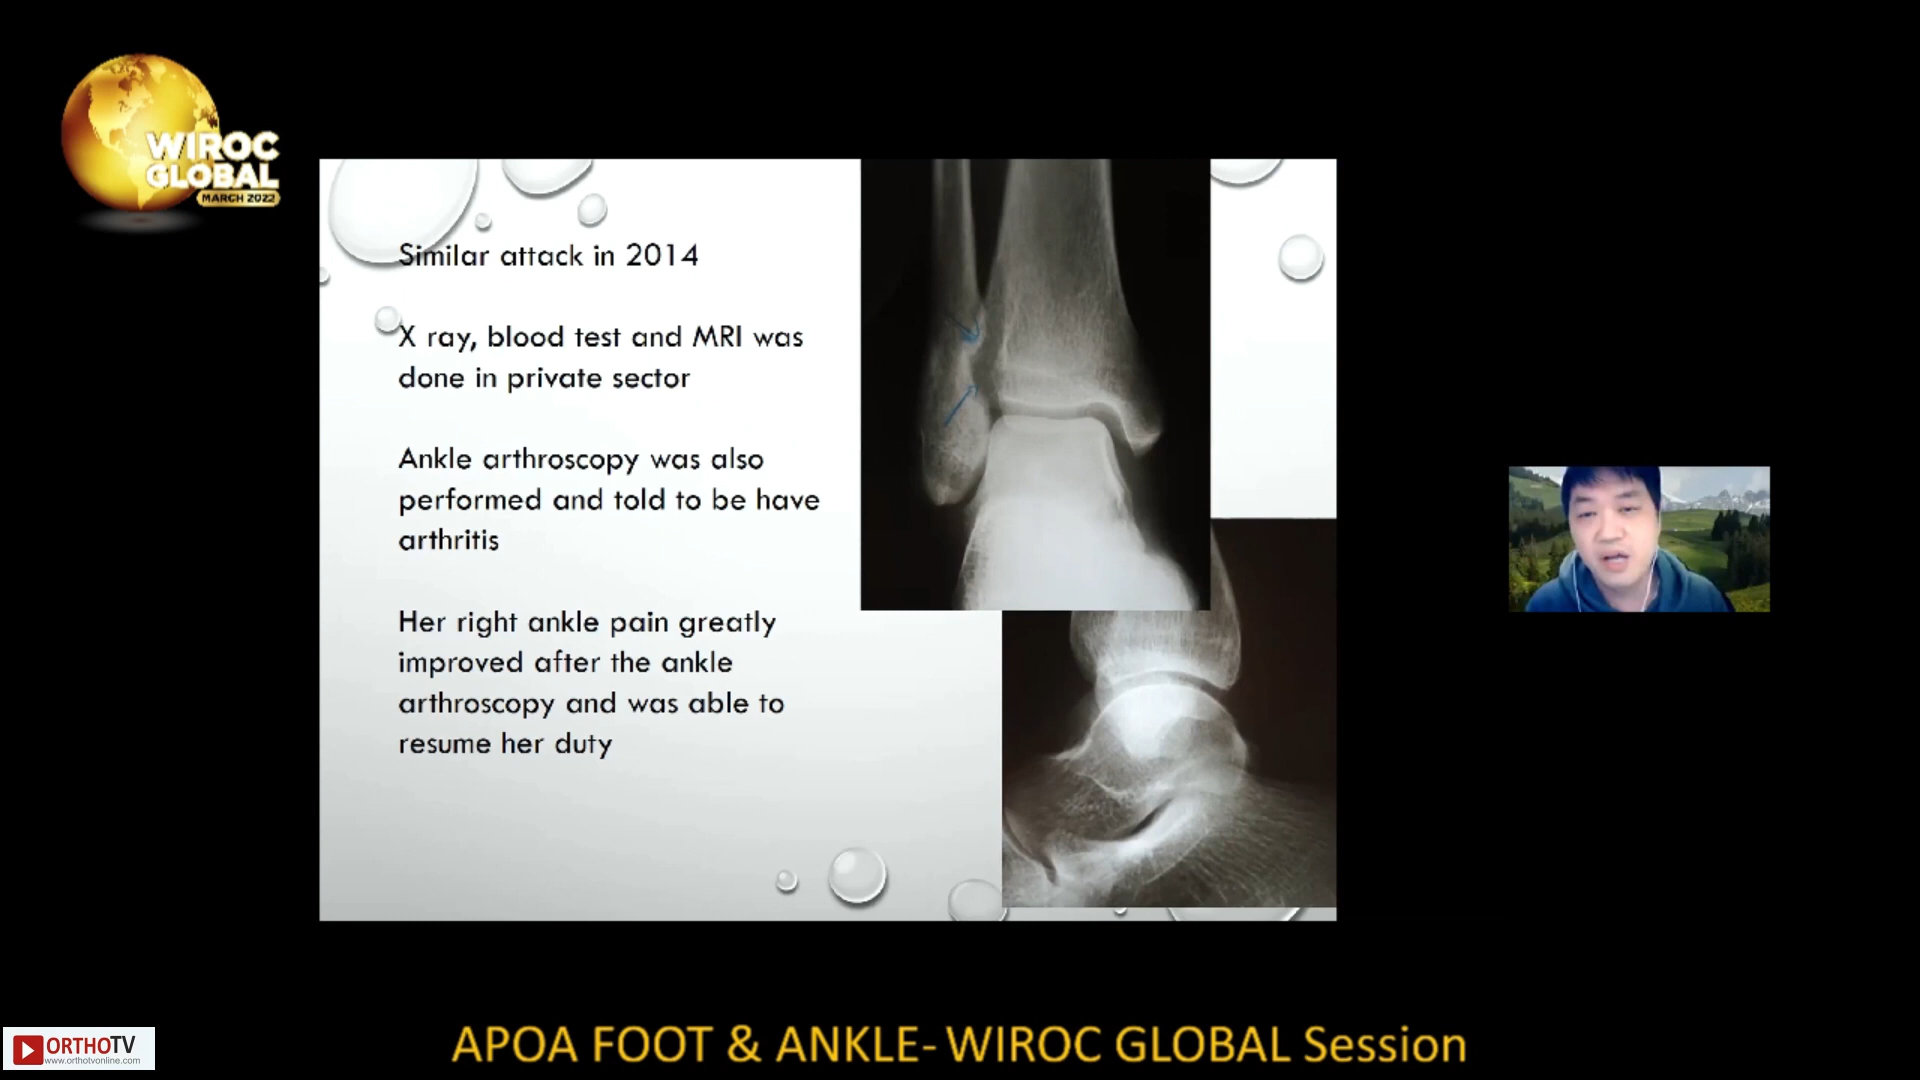 WIROC
GLOBAL
MARCH 2022
Similar attack in 2014
X ray, blood test and MRI was
done in private sector
Ankle arthroscopy was also
performed and told to be have
arthritis
Her right ankle pain greatly
improved after the ankle
arthroscopy and was able to
resume her duty
ORTHOTV
www.orthotvonline.com
APOA FOOT & ANKLE- WIROC GLOBAL Session